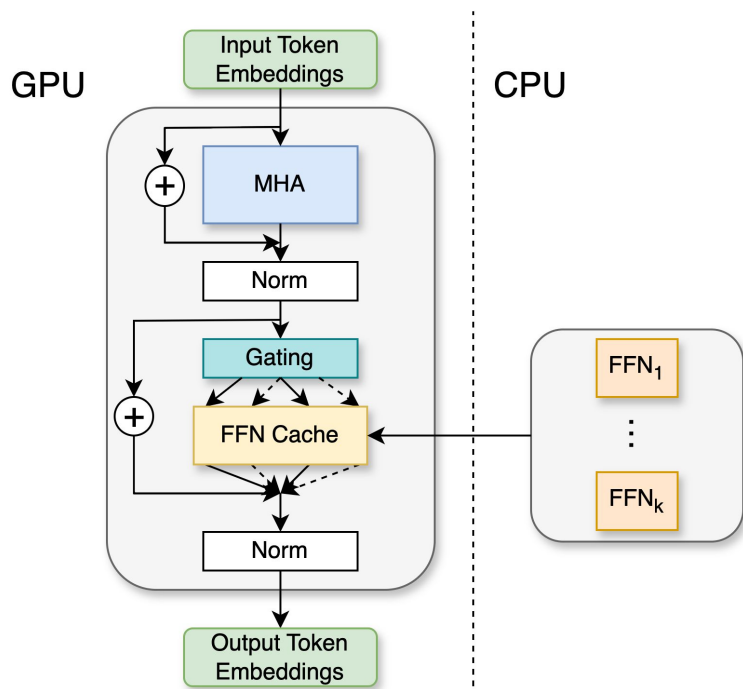 Input Token
Embeddings
GPU
CPU
MHA
+
Norm
Gating
FFN₁
+
FFN Cache
⋮
FFNₖ
Norm
Output Token
Embeddings